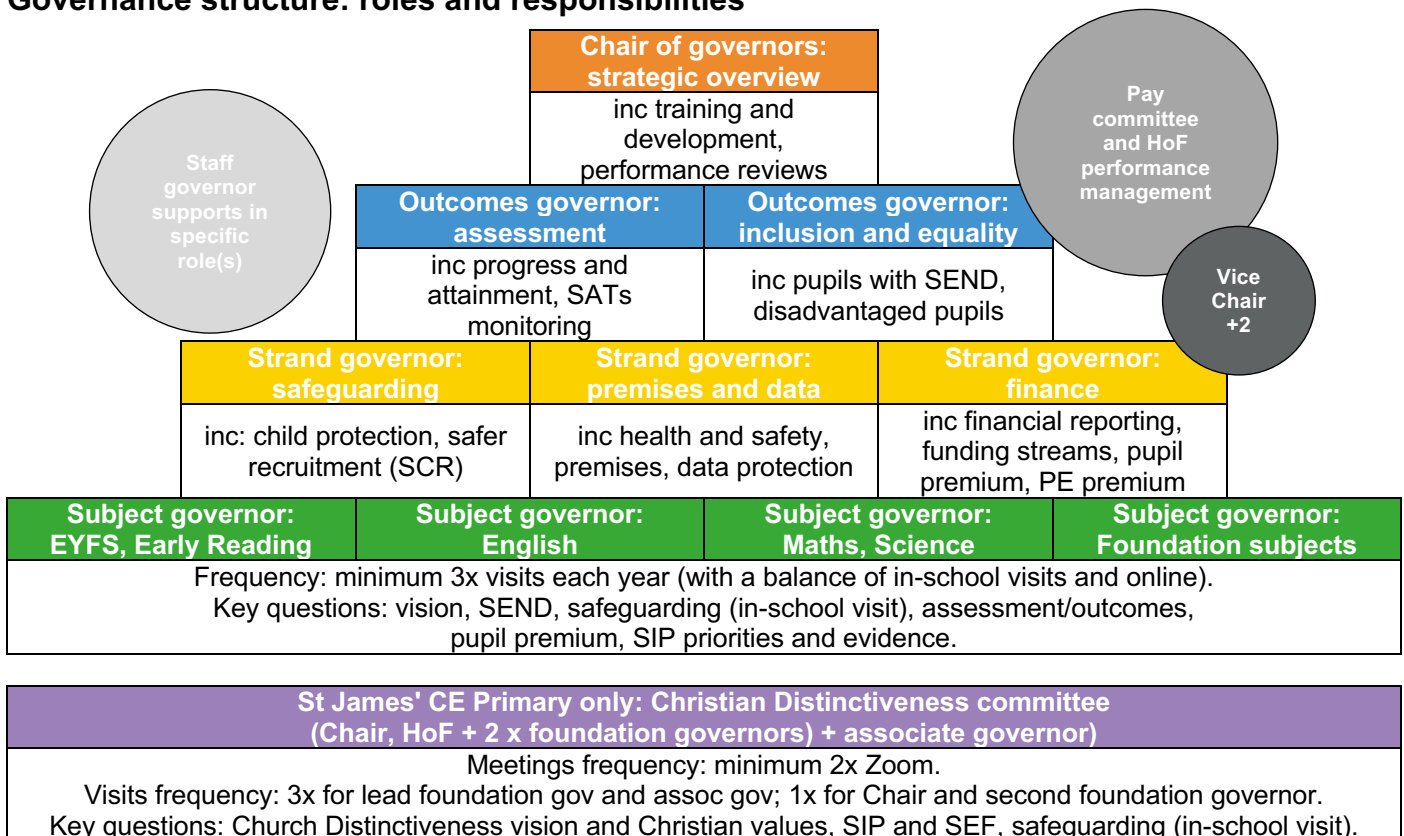 Governance structure: roles and responsibilities
Chair of governors:
strategic overview
inc training and
development,
performance reviews
Pay
committee
and HoF
performance
management
Staff
governor
supports in
specific
role(s)
Outcomes governor:
assessment
inc progress and
attainment, SATs
monitoring
Outcomes governor:
inclusion and equality
inc pupils with SEND,
disadvantaged pupils
Vice
Chair
+2
Strand governor:
safeguarding
inc: child protection, safer
recruitment (SCR)
Strand governor:
premises and data
inc health and safety,
premises, data protection
Strand governor:
finance
inc financial reporting,
funding streams, pupil
premium, PE premium
Subject governor:
EYFS, Early Reading
Subject governor:
English
Subject governor:
Maths, Science
Subject governor:
Foundation subjects
Frequency: minimum 3x visits each year (with a balance of in-school visits and online).
Key questions: vision, SEND, safeguarding (in-school visit), assessment/outcomes,
pupil premium, SIP priorities and evidence.
St James' CE Primary only: Christian Distinctiveness committee
(Chair, HoF + 2 x foundation governors) + associate governor)
Meetings frequency: minimum 2x Zoom.
Visits frequency: 3x for lead foundation gov and assoc gov; 1x for Chair and second foundation governor.
Key questions: Church Distinctiveness vision and Christian values, SIP and SEF, safeguarding (in-school visit).